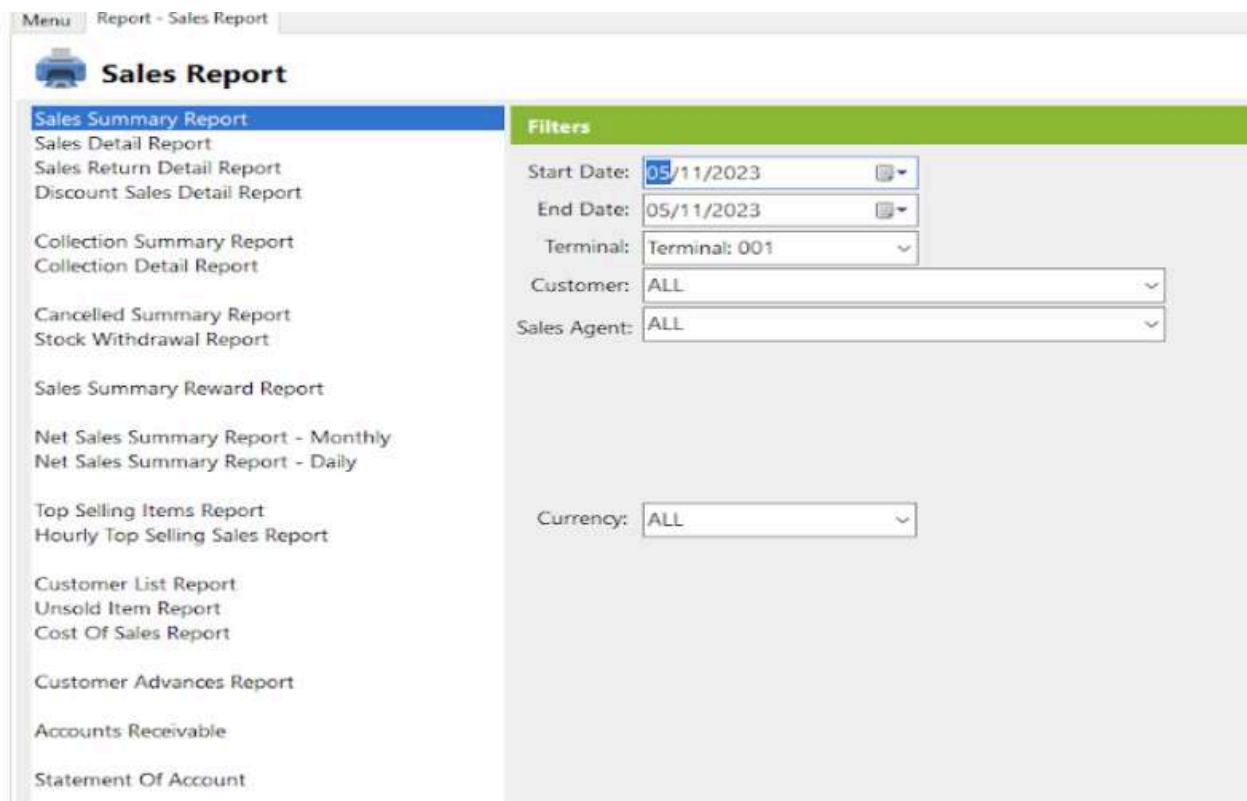 Menu Report - Sales Report
Sales Report
Sales Summary Report
Sales Detail Report
Sales Return Detail Report
Discount Sales Detail Report
Collection Summary Report
Collection Detail Report
Cancelled Summary Report
Stock Withdrawal Report
Sales Summary Reward Report
Net Sales Summary Report - Monthly
Net Sales Summary Report - Daily
Top Selling Items Report
Hourly Top Selling Sales Report
Customer List Report
Unsold Item Report
Cost Of Sales Report
Customer Advances Report
Accounts Receivable
Statement Of Account
Filters
Start Date: 05/11/2023
End Date: 05/11/2023
Terminal: Terminal: 001
Customer: ALL
Sales Agent: ALL
Currency: ALL